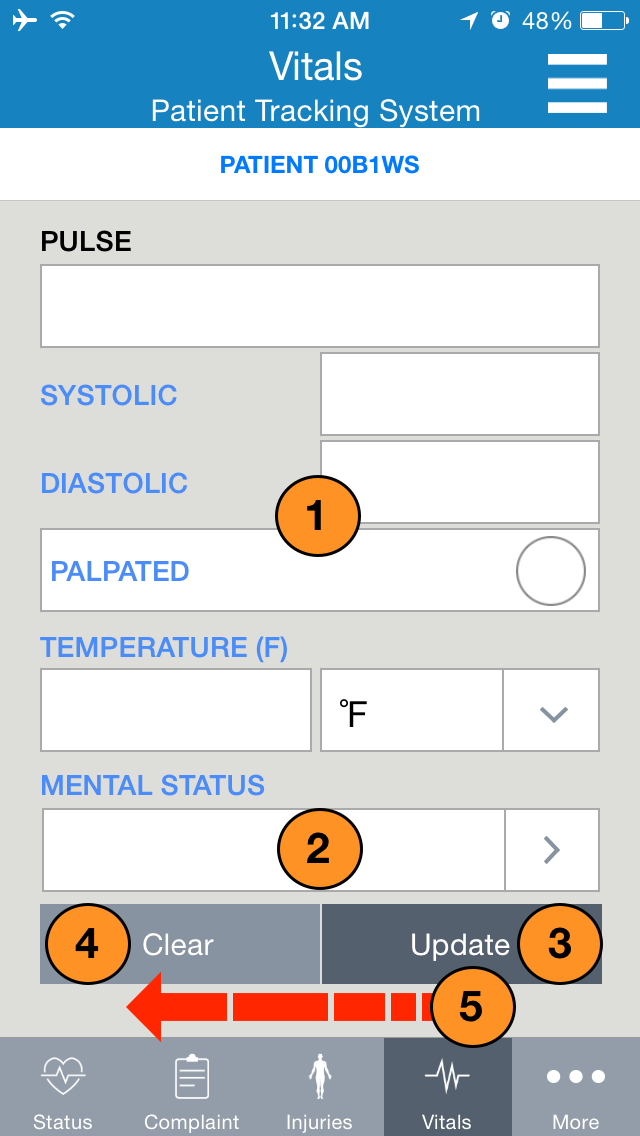 11:32 AM 48%
Vitals
Patient Tracking System
PATIENT 00B1WS
PULSE
SYSTOLIC
DIASTOLIC
1
PALPATED
TEMPERATURE (F)
°F
MENTAL STATUS
2
4 Clear Update 3
5
Status Complaint Injuries Vitals More